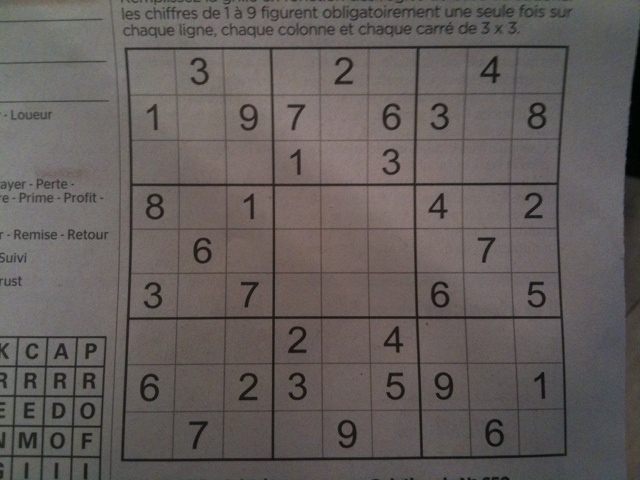 les chiffres de 1 à 9 figurent obligatoirement une seule fois sur
chaque ligne, chaque colonne et chaque carré de 3 x 3.
3 2 4
1 9 7 6 3 8
1 3
8 1 4 2
6 7
3 7 6 5
2 4
6 2 3 5 9 1
7 9 6
- Loueur
ayer - Perte -
re - Prime - Profit -
r - Remise - Retour
Suivi
rust
K C A P
R R R R
E E D O
N M O F
I I I